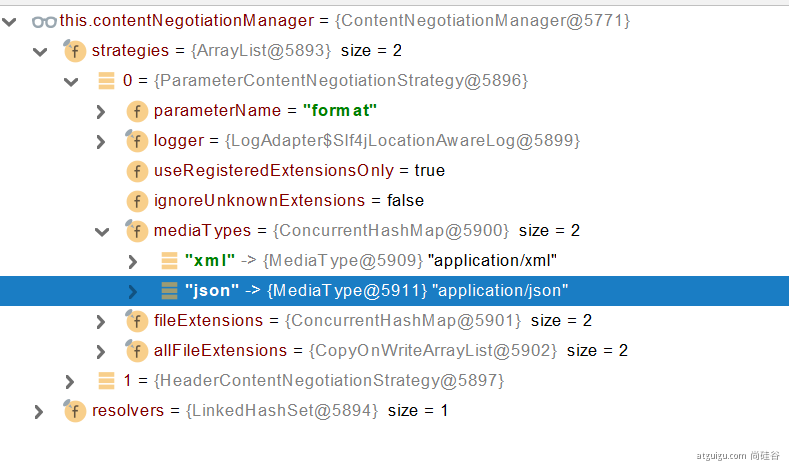 this.contentNegotiationManager = {ContentNegotiationManager@5771}
strategies = {ArrayList@5893} size = 2
0 = {ParameterContentNegotiationStrategy@5896}
parameterName = "format"
logger = {LogAdapter$Slf4jLocationAwareLog@5899}
useRegisteredExtensionsOnly = true
ignoreUnknownExtensions = false
mediaTypes = {ConcurrentHashMap@5900} size = 2
"xml" -> {MediaType@5909} "application/xml"
"json" -> {MediaType@5911} "application/json"
fileExtensions = {ConcurrentHashMap@5901} size = 2
allFileExtensions = {CopyOnWriteArrayList@5902} size = 2
1 = {HeaderContentNegotiationStrategy@5897}
resolvers = {LinkedHashSet@5894} size = 1
atguigu.com 尚硅谷